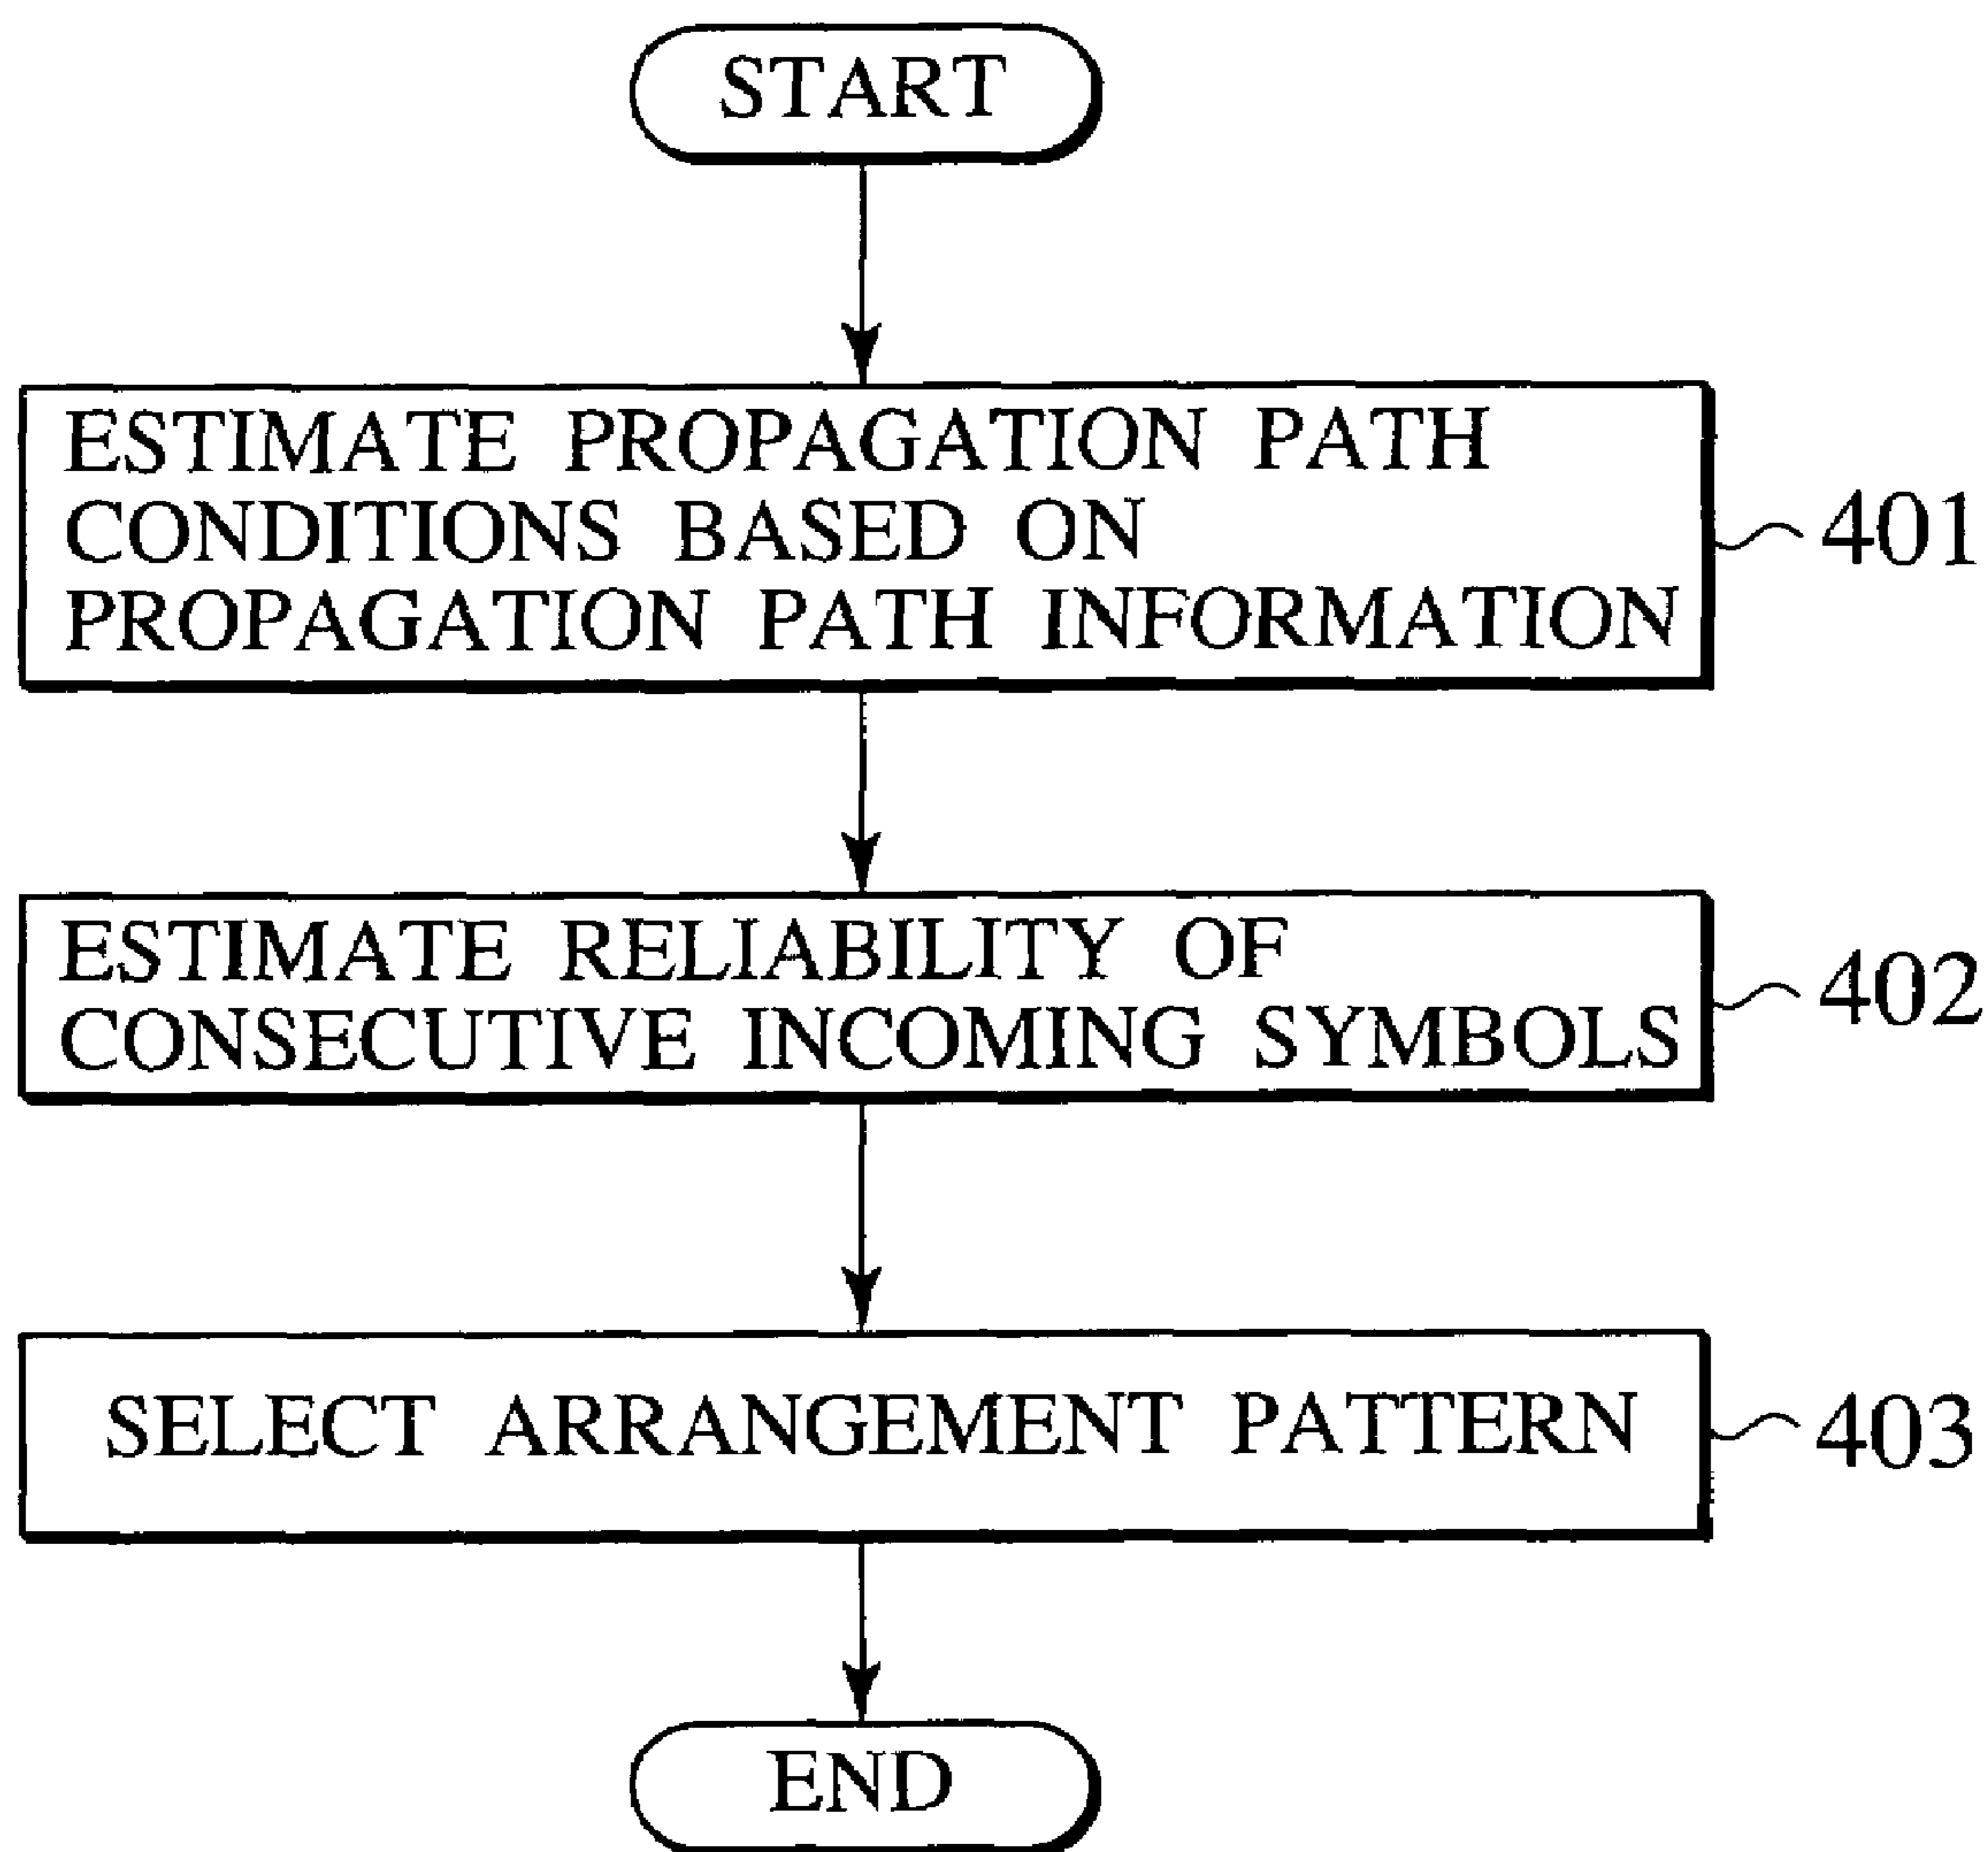 START
ESTIMATE PROPAGATION PATH
CONDITIONS BASED ON
PROPAGATION PATH INFORMATION
401
ESTIMATE RELIABILITY OF
CONSECUTIVE INCOMING SYMBOLS
402
SELECT ARRANGEMENT PATTERN
403
END